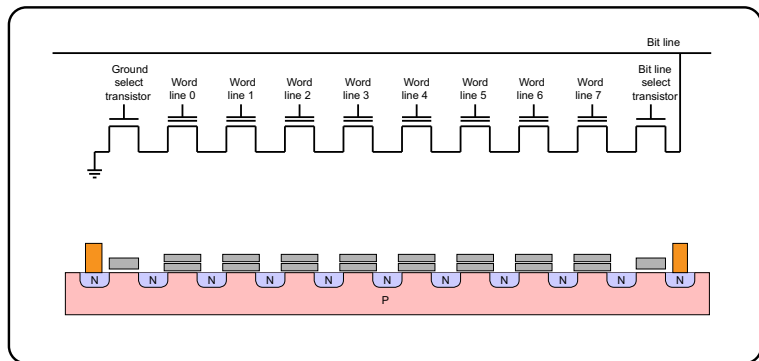 Bit line
Ground
select
transistor
Word
line 0
Word
line 1
Word
line 2
Word
line 3
Word
line 4
Word
line 5
Word
line 6
Word
line 7
Bit line
select
transistor
N
N
N
N
N
N
N
N
N
N
N
P